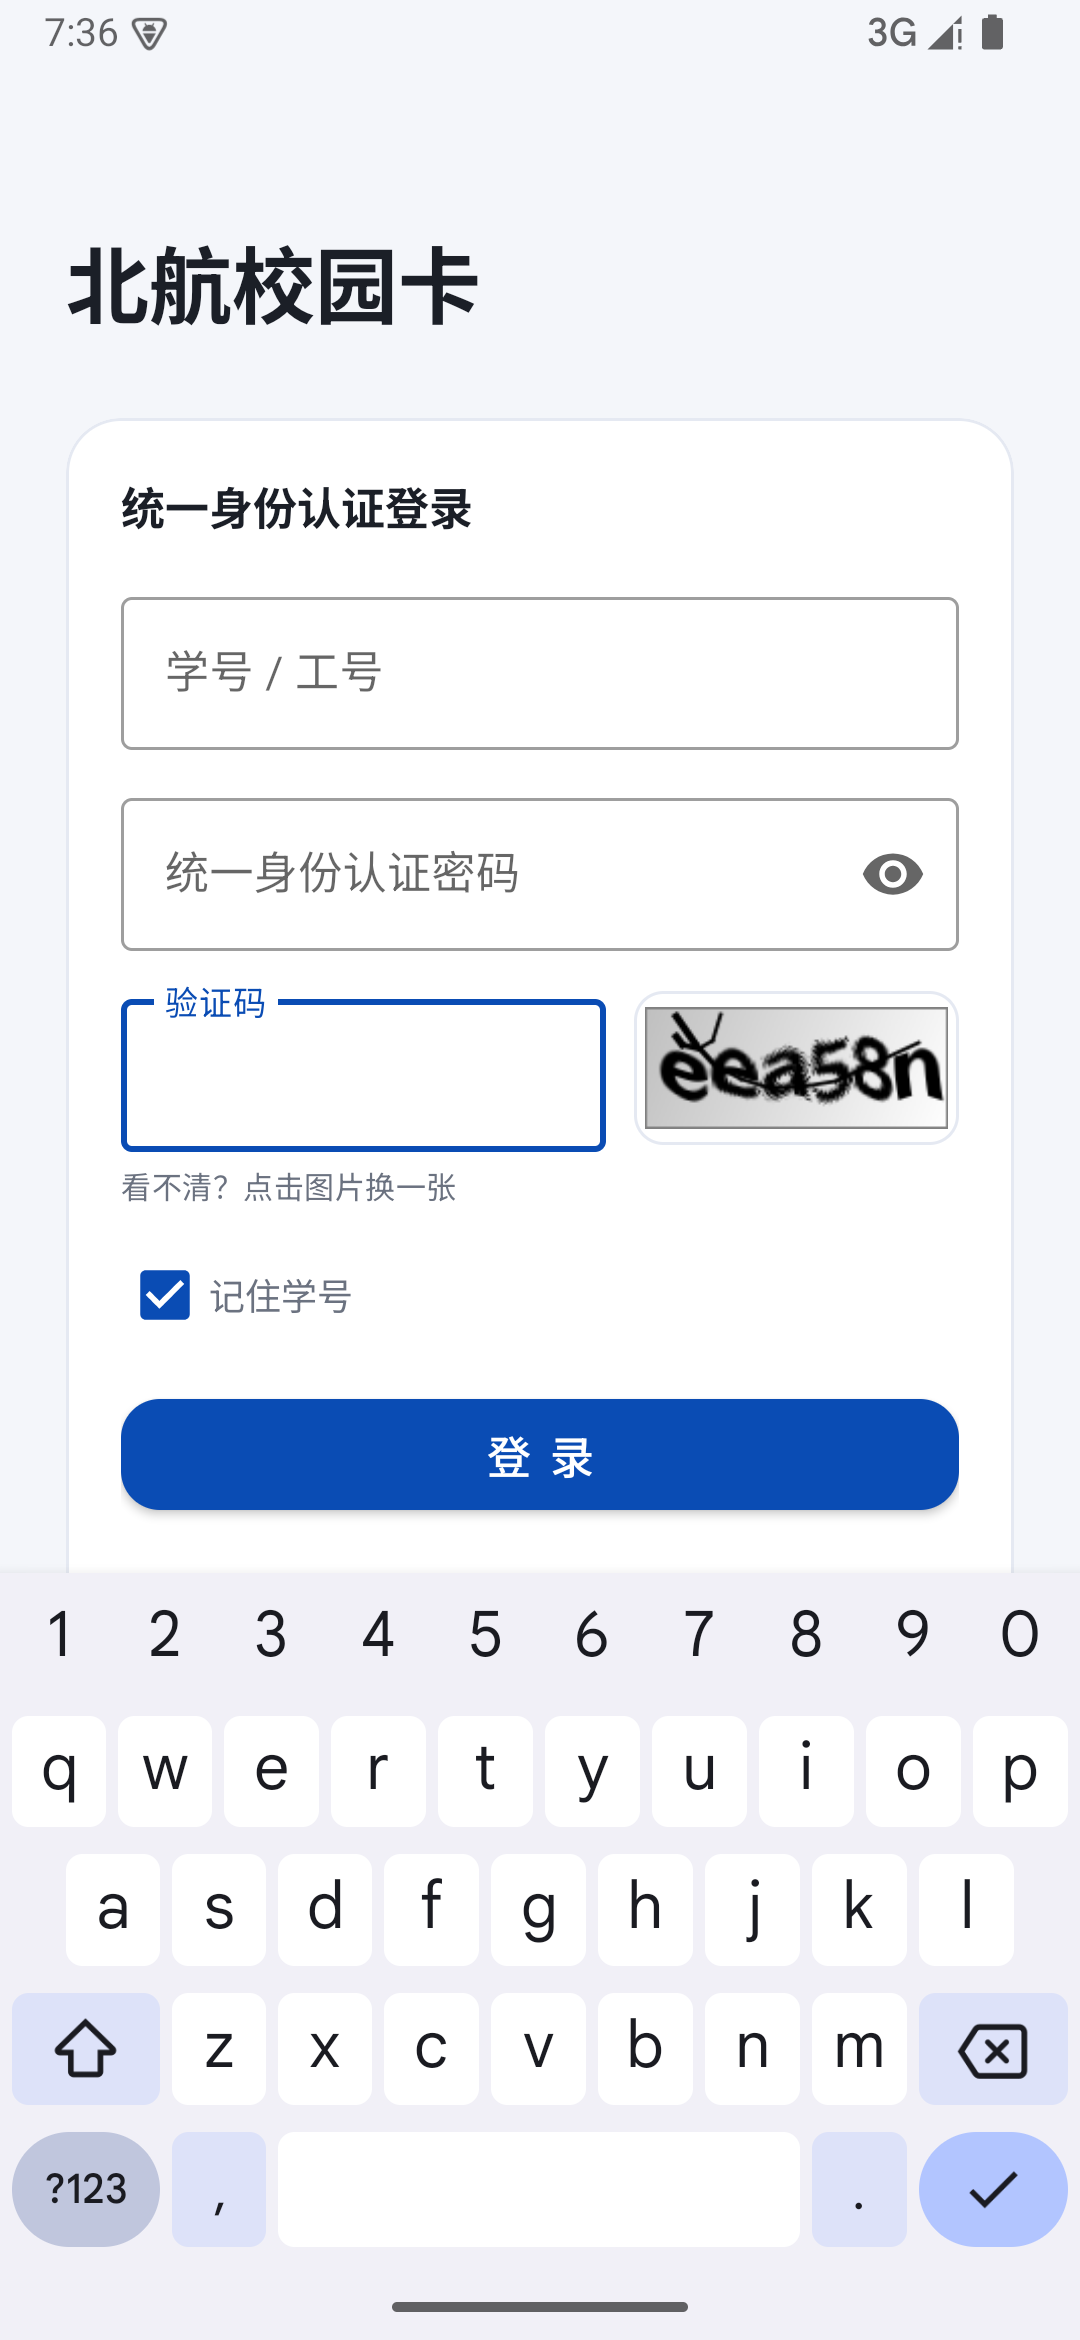 7:36
3G
北航校园卡
统一身份认证登录
学号 / 工号
统一身份认证密码
验证码
eea58n
看不清？点击图片换一张
记住学号
登 录
1 2 3 4 5 6 7 8 9 0
q w e r t y u i o p
a s d f g h j k l
z x c v b n m
?123 , .